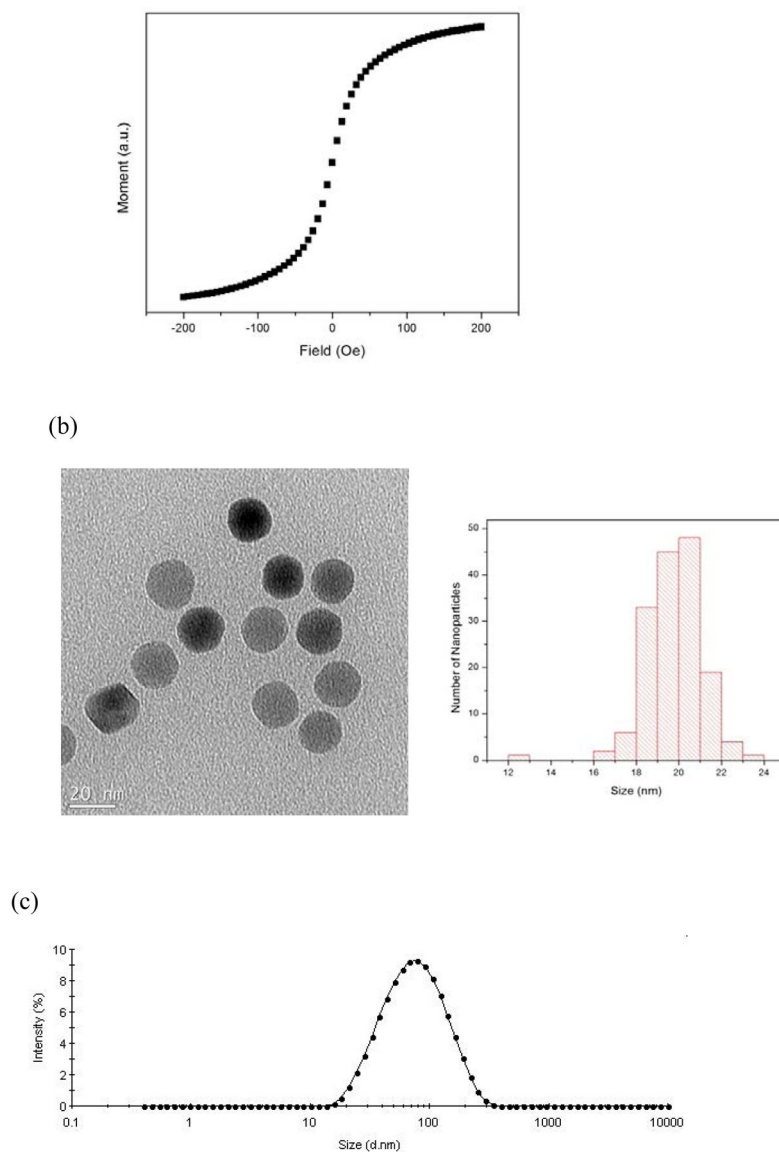 Moment (a.u.)
-200 -100 0 100 200
Field (Oe)
(b)
20 nm
Number of Nanoparticles
50
40
30
20
10
0
12 14 16 18 20 22 24
Size (nm)
(c)
Intensity (%)
10
8
6
4
2
0
0.1 1 10 100 1000 10000
Size (d.nm)